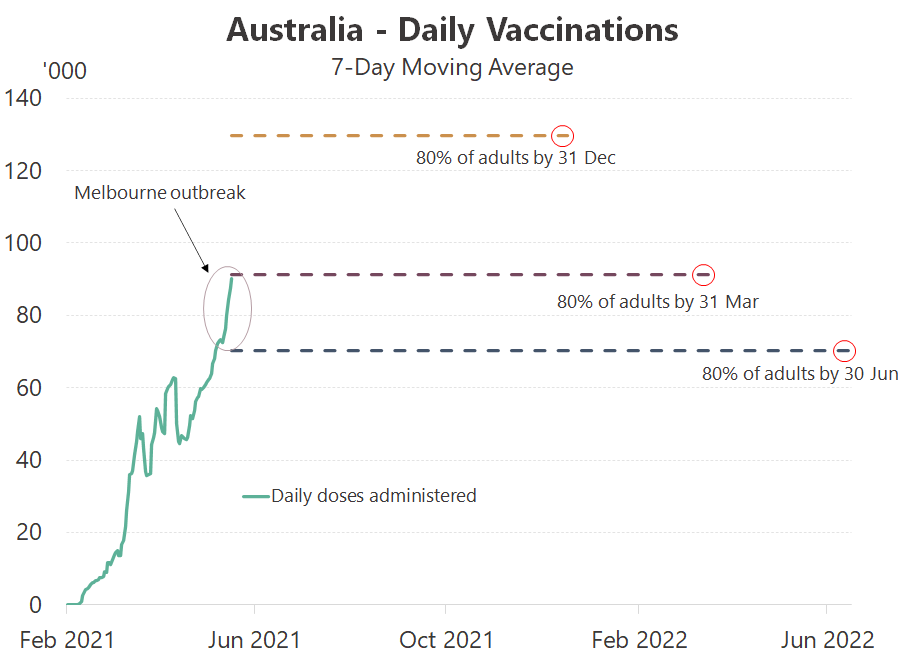 Australia - Daily Vaccinations
7-Day Moving Average
'000
140
80% of adults by 31 Dec
120
Melbourne outbreak
100
80% of adults by 31 Mar
80
80% of adults by 30 Jun
60
40
Daily doses administered
20
0
Feb 2021 Jun 2021 Oct 2021 Feb 2022 Jun 2022